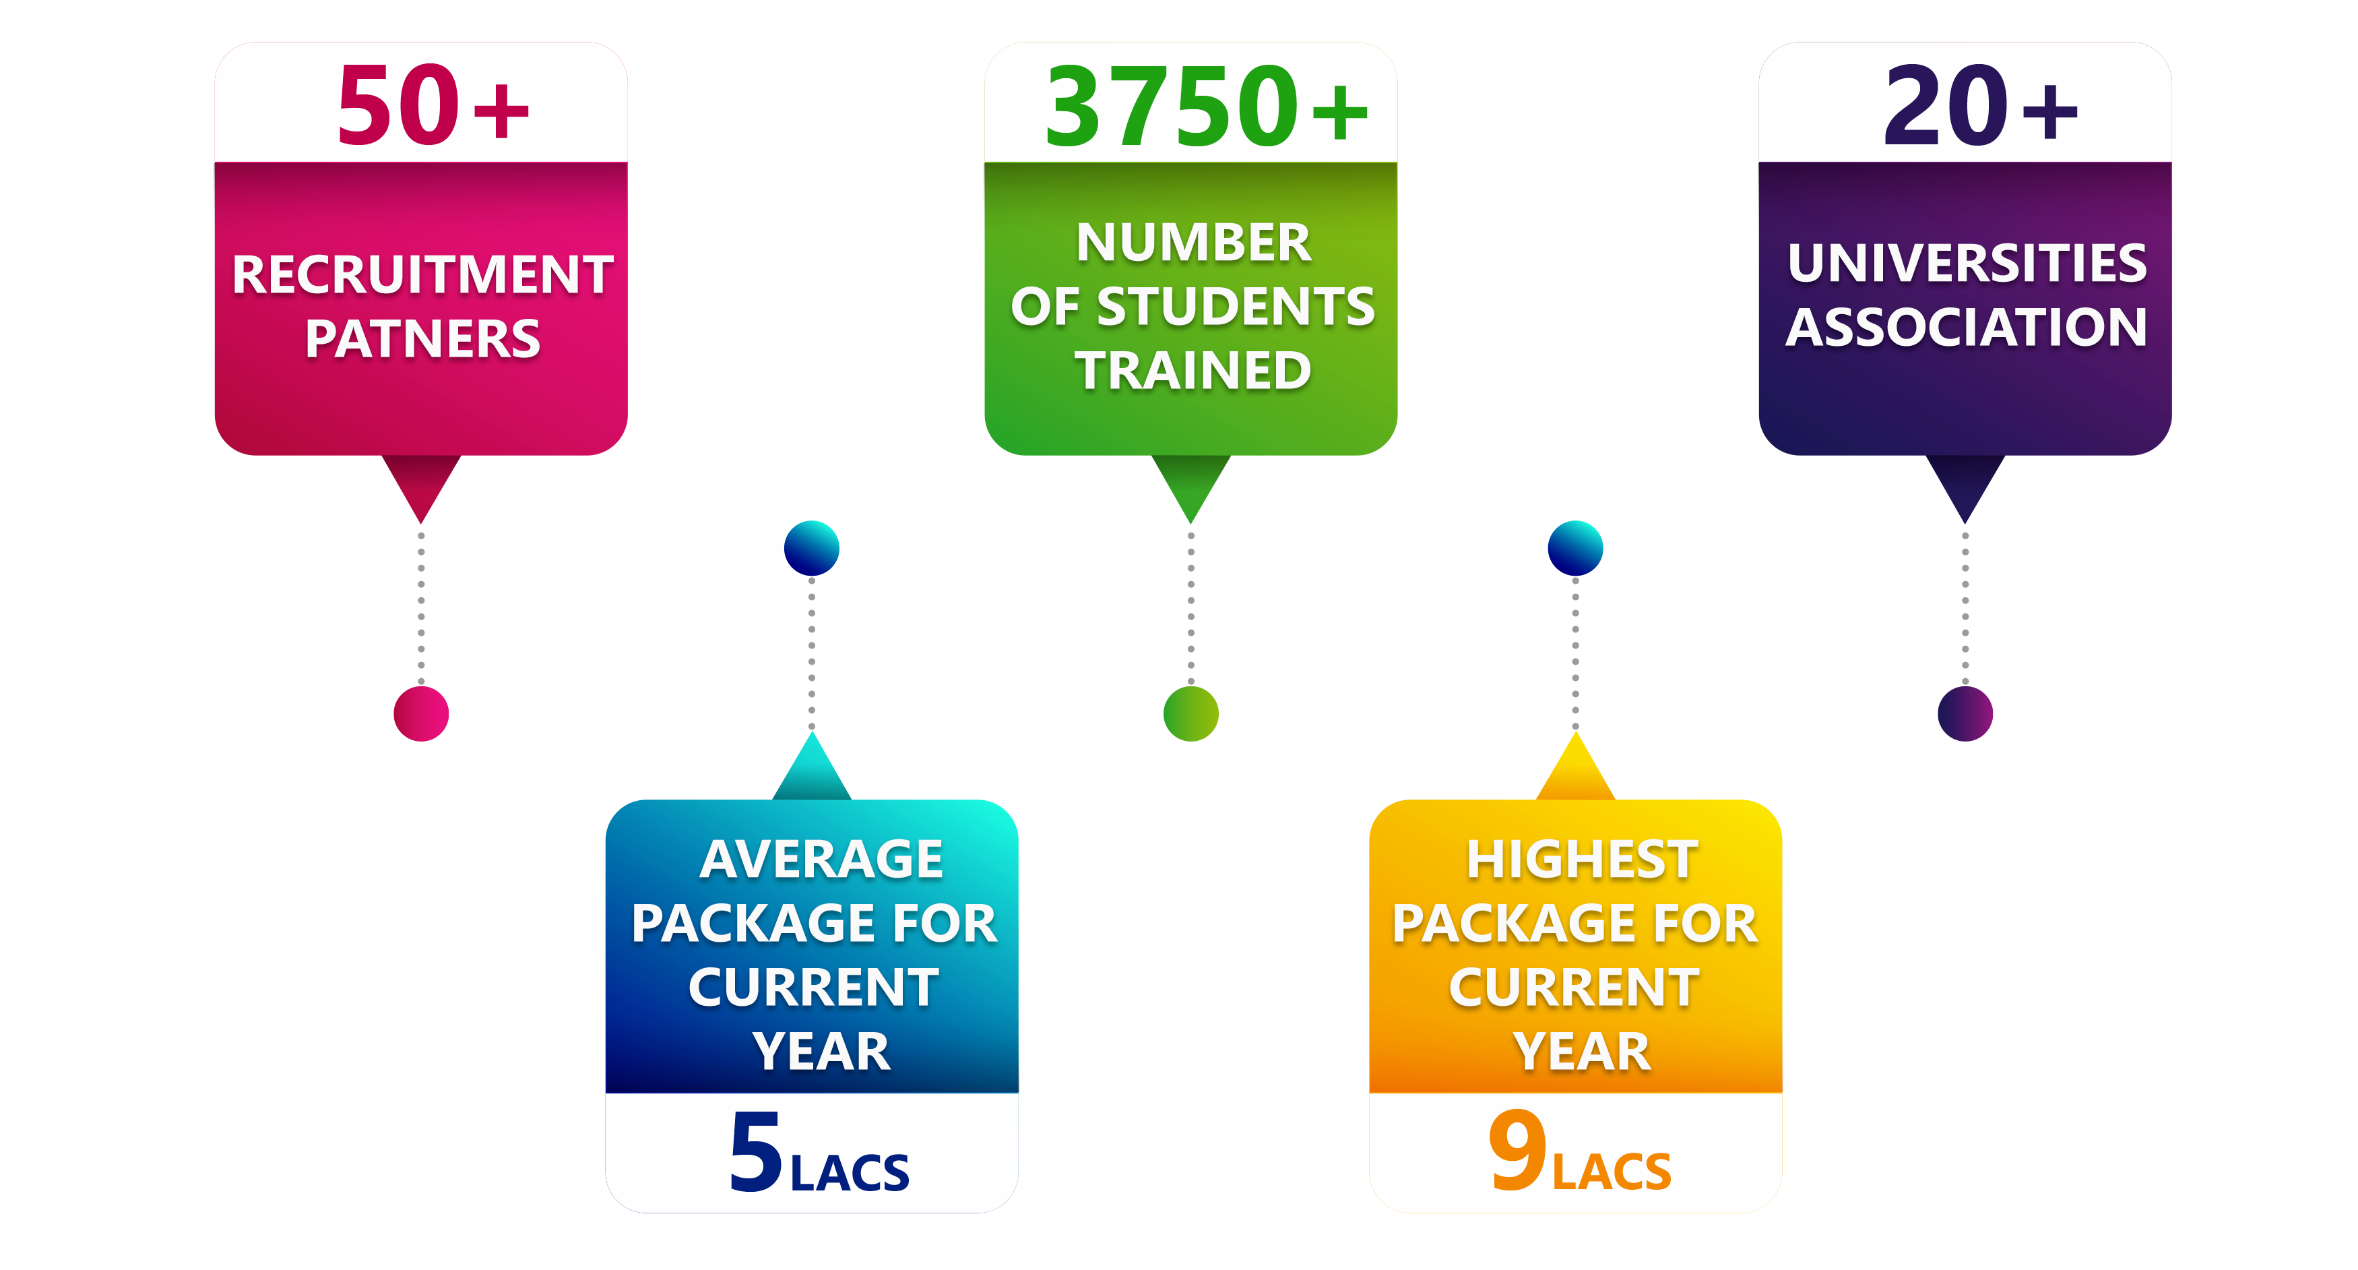 50+
RECRUITMENT
PATNERS
3750+
NUMBER
OF STUDENTS
TRAINED
20+
UNIVERSITIES
ASSOCIATION
AVERAGE
PACKAGE FOR
CURRENT
YEAR
5 LACS
HIGHEST
PACKAGE FOR
CURRENT
YEAR
9 LACS